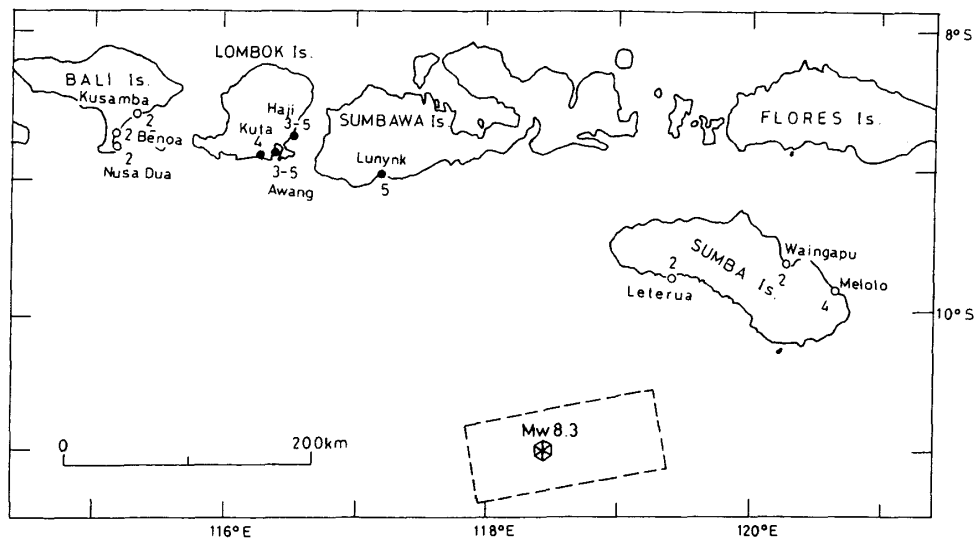 8°S
LOMBOK Is.
BALI Is.
Kusamba
2
2 Benoa
2
Nusa Dua
Haji
3-5
Kuta
4
3-5
Awang
SUMBAWA Is.
Lunynk
5
FLORES Is.
SUMBA Is.
Waingapu
2
2
Leterua
Melolo
4
10°S
Mw 8.3
0
200km
116°E
118°E
120°E